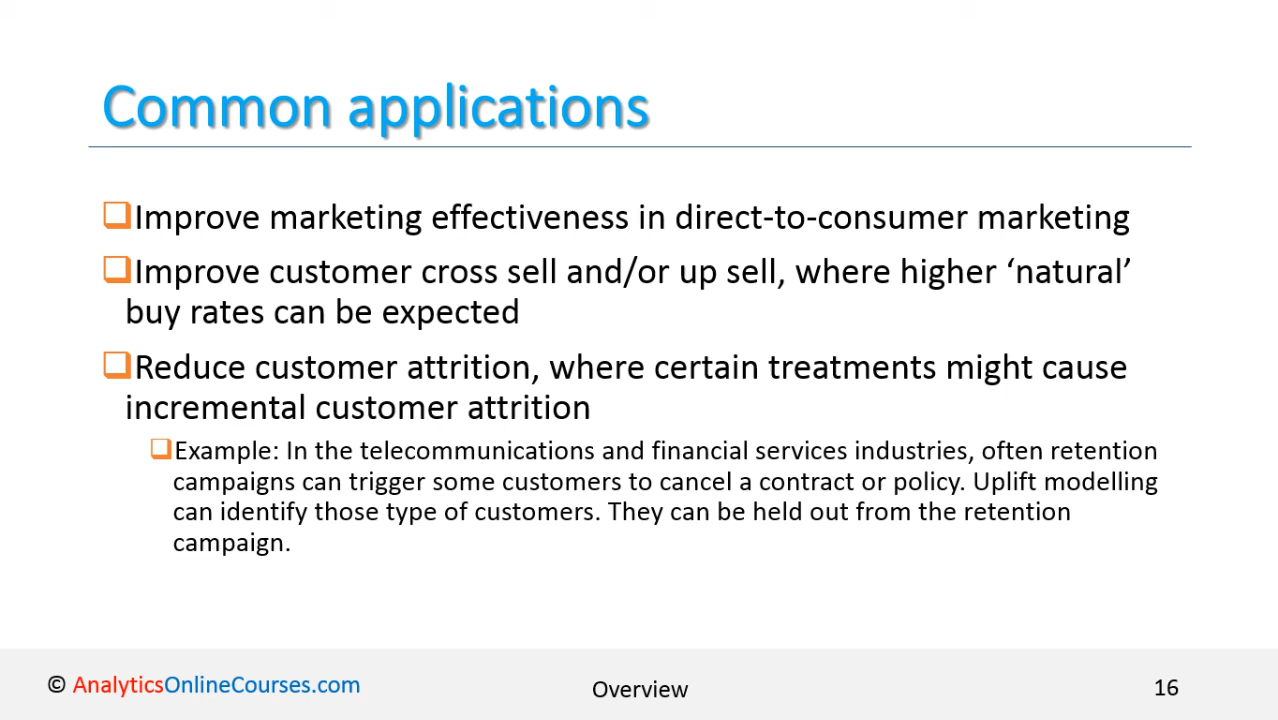 Common applications
Improve marketing effectiveness in direct-to-consumer marketing
Improve customer cross sell and/or up sell, where higher ‘natural’
buy rates can be expected
Reduce customer attrition, where certain treatments might cause
incremental customer attrition
Example: In the telecommunications and financial services industries, often retention
campaigns can trigger some customers to cancel a contract or policy. Uplift modelling
can identify those type of customers. They can be held out from the retention
campaign.
© AnalyticsOnlineCourses.com
Overview
16